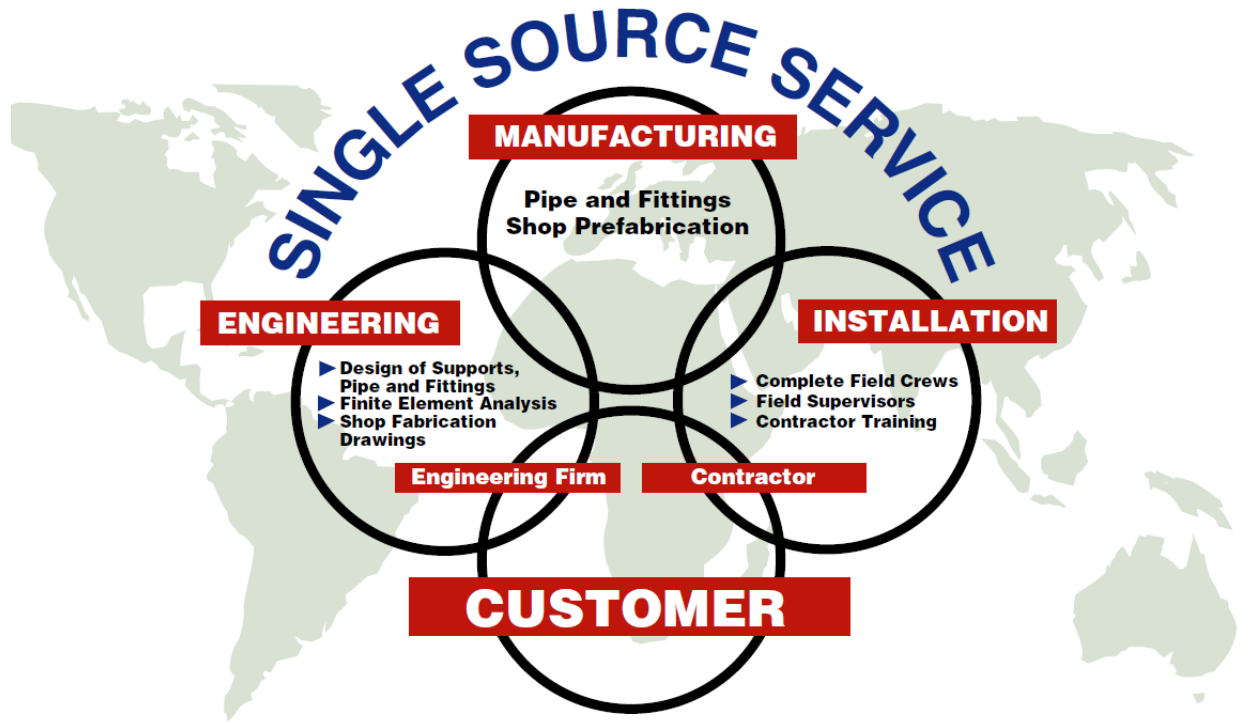 SINGLE SOURCE SERVICE
MANUFACTURING
Pipe and Fittings
Shop Prefabrication
ENGINEERING
Design of Supports,
Pipe and Fittings
Finite Element Analysis
Shop Fabrication
Drawings
INSTALLATION
Complete Field Crews
Field Supervisors
Contractor Training
Engineering Firm
Contractor
CUSTOMER